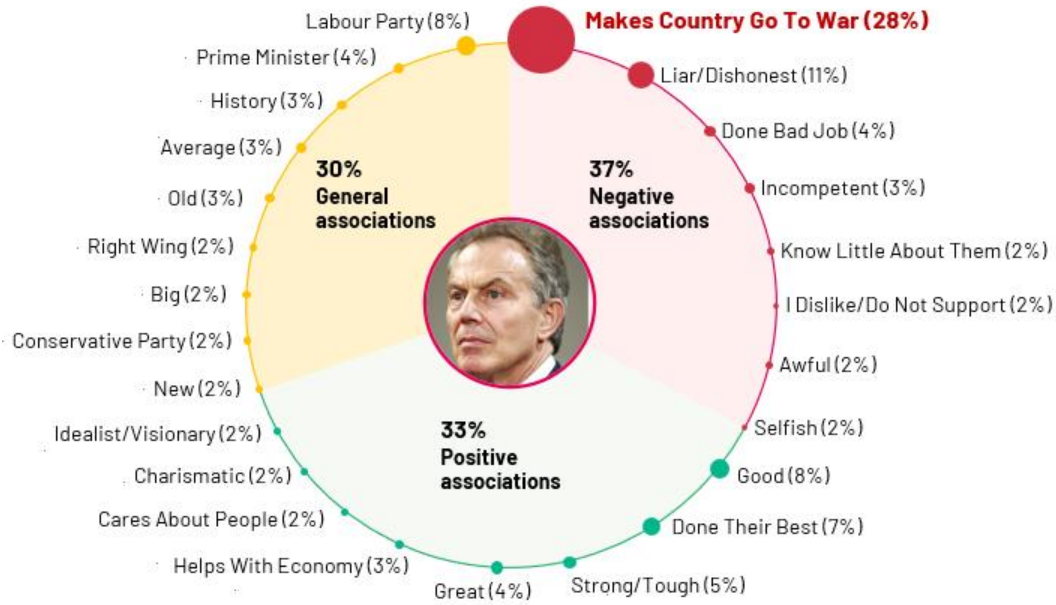 Labour Party (8%)
Makes Country Go To War (28%)
Prime Minister (4%)
Liar/Dishonest (11%)
History (3%)
Done Bad Job (4%)
Average (3%)
30%
General
associations
37%
Negative
associations
Old (3%)
Incompetent (3%)
Right Wing (2%)
Know Little About Them (2%)
Big (2%)
I Dislike/Do Not Support (2%)
Conservative Party (2%)
Awful (2%)
New (2%)
Selfish (2%)
33%
Positive
associations
Idealist/Visionary (2%)
Good (8%)
Charismatic (2%)
Cares About People (2%)
Done Their Best (7%)
Helps With Economy (3%)
Great (4%)
Strong/Tough (5%)